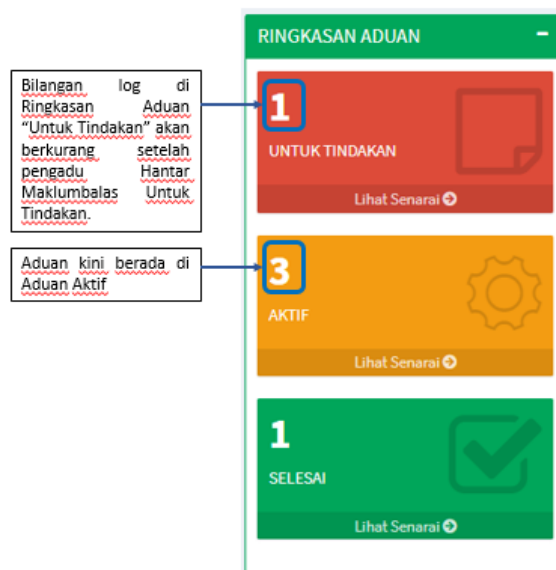 RINGKASAN ADUAN
Bilangan log di
Ringkasan Aduan
“Untuk Tindakan” akan
berkurang setelah
pengadu Hantar
Maklumbalas Untuk
Tindakan.
1
UNTUK TINDAKAN
Lihat Senarai
Aduan kini berada di
Aduan Aktif
3
AKTIF
Lihat Senarai
1
SELESAI
Lihat Senarai